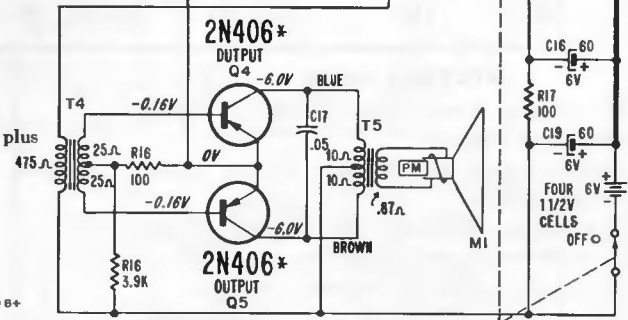 2N406*
OUTPUT
Q4
C16 60
- +
6V
-6.0V BLUE
R17
100
T4
-0.16V
C17
.05
T5
C19 60
- +
6V
plus
475Ω
25Ω
R16
100
0V
10Ω
PM
25Ω
10Ω
+
6V
-
FOUR
1 1/2V
CELLS
-0.16V
.87Ω
OFF
-6.0V
BROWN
M1
R16
3.9K
2N406*
OUTPUT
Q5
B+